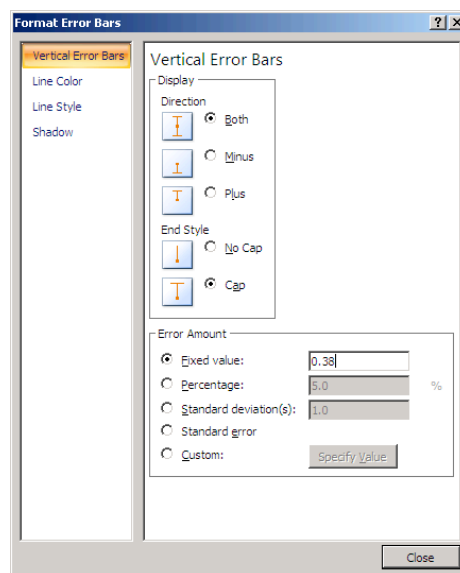 Format Error Bars
Vertical Error Bars
Line Color
Line Style
Shadow
Vertical Error Bars
Display
Direction
Both
Minus
Plus
End Style
No Cap
Cap
Error Amount
Fixed value: 0.38
Percentage: 5.0 %
Standard deviation(s): 1.0
Standard error
Custom: Specify Value
Close